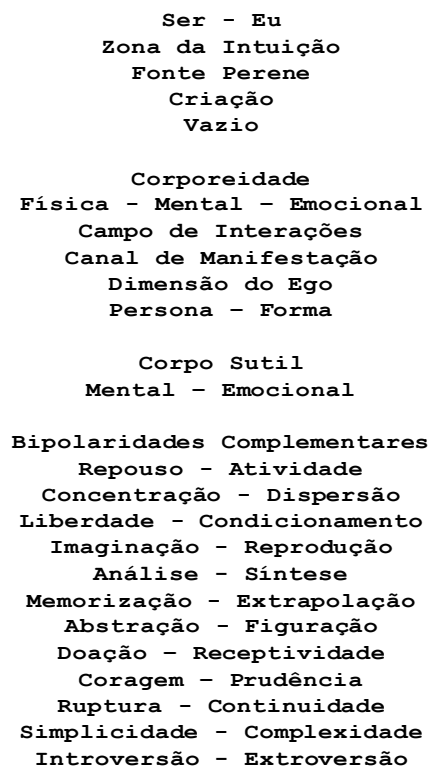 Ser - Eu
Zona da Intuição
Fonte Perene
Criação
Vazio
Corporeidade
Física - Mental – Emocional
Campo de Interações
Canal de Manifestação
Dimensão do Ego
Persona – Forma
Corpo Sutil
Mental – Emocional
Bipolaridades Complementares
Repouso - Atividade
Concentração - Dispersão
Liberdade - Condicionamento
Imaginação - Reprodução
Análise - Síntese
Memorização - Extrapolação
Abstração - Figuração
Doação – Receptividade
Coragem – Prudência
Ruptura - Continuidade
Simplicidade - Complexidade
Introversão - Extroversão